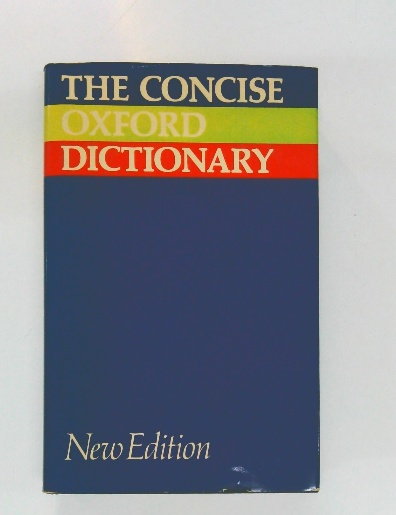 THE CONCISE
OXFORD
DICTIONARY
New Edition